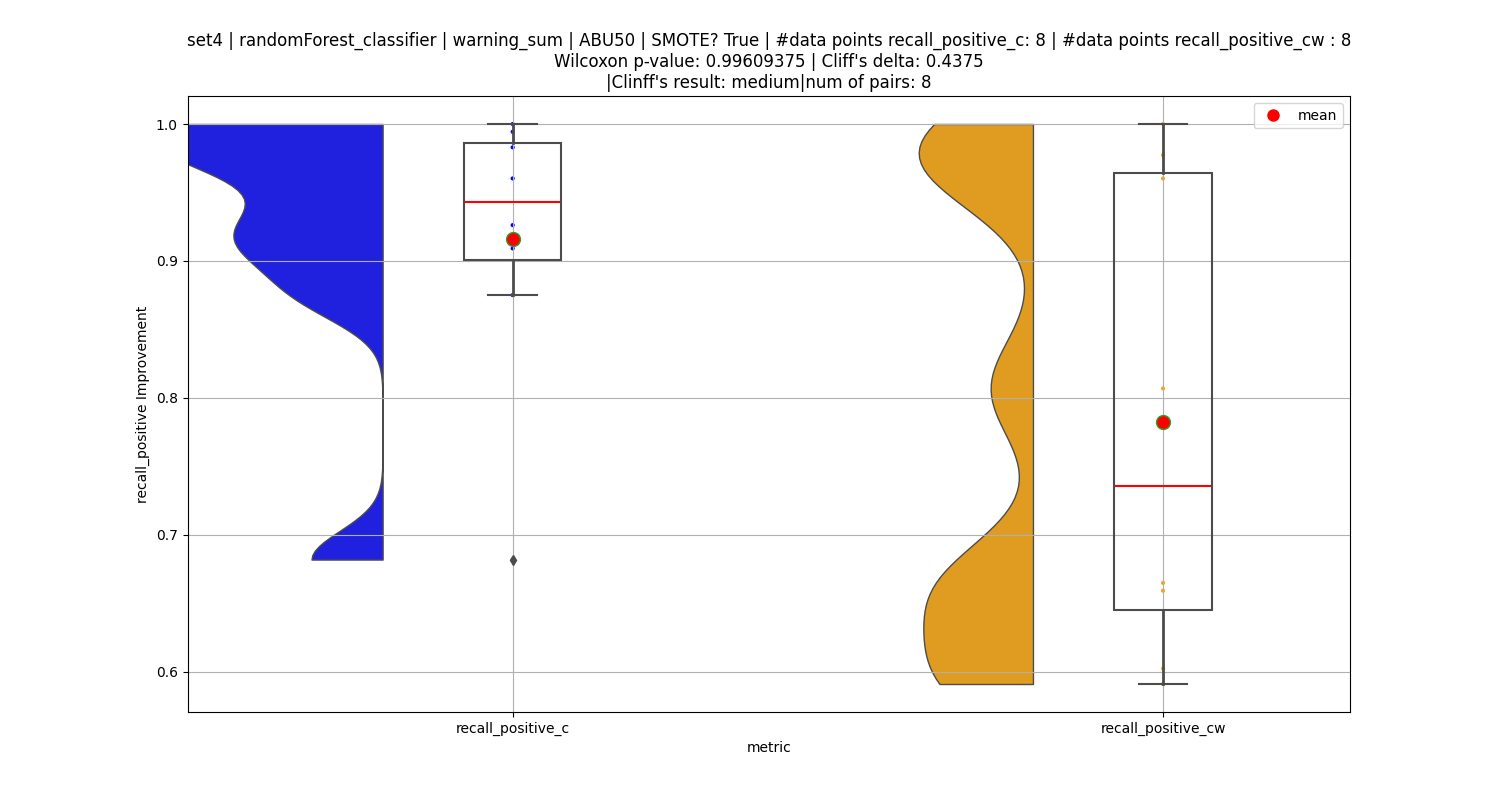 set4 | randomForest_classifier | warning_sum | ABU50 | SMOTE? True | #data points recall_positive_c: 8 | #data points recall_positive_cw : 8
Wilcoxon p-value: 0.99609375 | Cliff's delta: 0.4375
|Clinff's result: medium|num of pairs: 8
mean
1.0
0.9
0.8
0.7
0.6
recall_positive Improvement
recall_positive_c
recall_positive_cw
metric